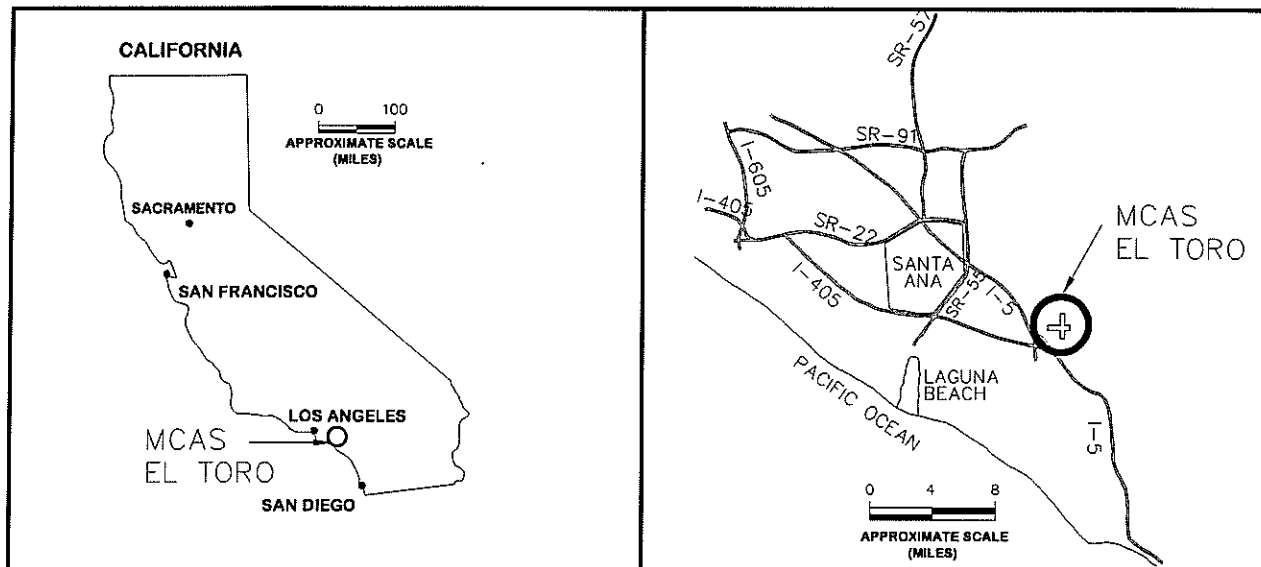 CALIFORNIA
0 100
APPROXIMATE SCALE
(MILES)
SACRAMENTO
SAN FRANCISCO
LOS ANGELES
MCAS
EL TORO
SAN DIEGO
SR-57
SR-91
I-605
I-405
SR-22
MCAS
EL TORO
SANTA
ANA
I-405
SR-55
I-5
LAGUNA
BEACH
PACIFIC OCEAN
I-5
0 4 8
APPROXIMATE SCALE
(MILES)